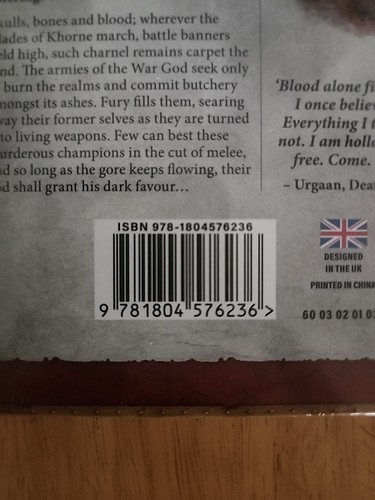 kulls, bones and blood; wherever the
lades of Khorne march, battle banners
eld high, such charnel remains carpet the
nd. The armies of the War God seek only
burn the realms and commit butchery
mongst its ashes. Fury fills them, searing
way their former selves as they are turned
to living weapons. Few can best these
urderous champions in the cut of melee,
nd so long as the gore keeps flowing, their
d shall grant his dark favour...
'Blood alone fi
I once believ
Everything I t
not. I am hollo
free. Come.
– Urgaan, Deat
ISBN 978-1804576236
9 781804 576236 >
DESIGNED
IN THE UK
PRINTED IN CHINA
60 03 02 01 03